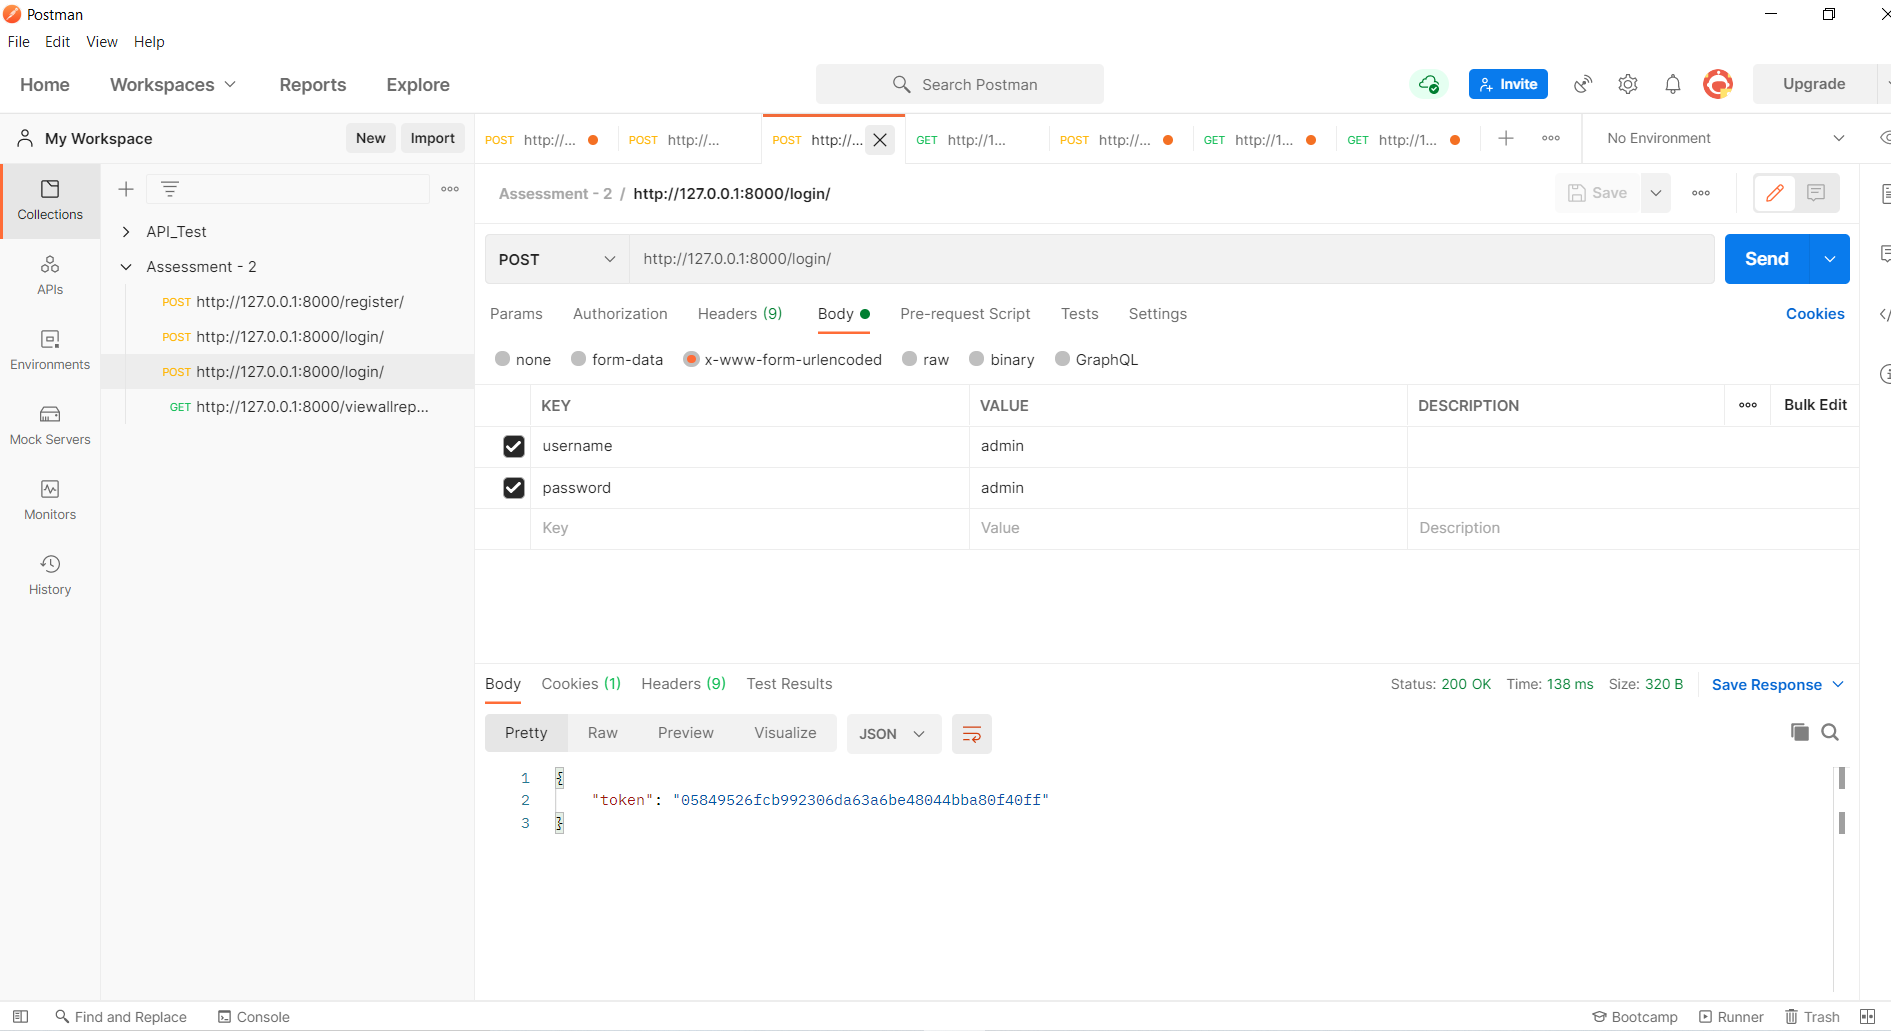 Postman
File Edit View Help
Home Workspaces Reports Explore
Search Postman
Invite
Upgrade
My Workspace New Import
POST http://... POST http://... POST http://... GET http://1... POST http://... GET http://1... GET http://1...
No Environment
Collections
APIs
Environments
Mock Servers
Monitors
History
API_Test
Assessment - 2
POST http://127.0.0.1:8000/register/
POST http://127.0.0.1:8000/login/
POST http://127.0.0.1:8000/login/
GET http://127.0.0.1:8000/viewallrep...
Assessment - 2 / http://127.0.0.1:8000/login/
Save
POST http://127.0.0.1:8000/login/
Send
Params Authorization Headers (9) Body Pre-request Script Tests Settings
Cookies
none form-data x-www-form-urlencoded raw binary GraphQL
KEY VALUE DESCRIPTION Bulk Edit
username admin
password admin
Key Value Description
Body Cookies (1) Headers (9) Test Results
Status: 200 OK Time: 138 ms Size: 320 B Save Response
Pretty Raw Preview Visualize JSON
1 {
2 "token": "05849526fcb992306da63a6be48044bba80f40ff"
3 }
Find and Replace Console
Bootcamp Runner Trash